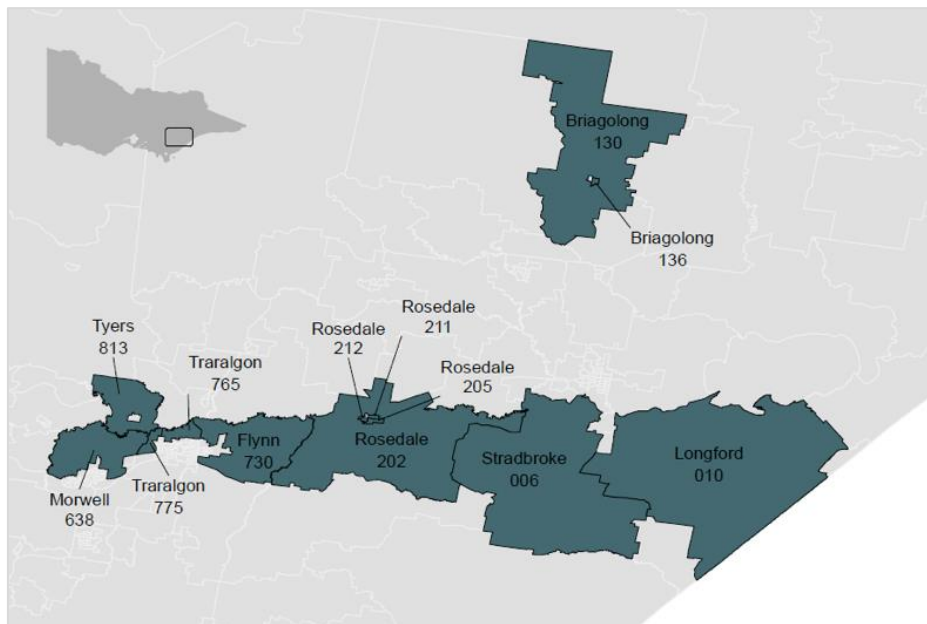 Briagolong
130
Briagolong
136
Rosedale
211
Rosedale
212
Tyers
813
Traralgon
765
Rosedale
205
Flynn
730
Rosedale
202
Stradbroke
006
Longford
010
Morwell
638
Traralgon
775